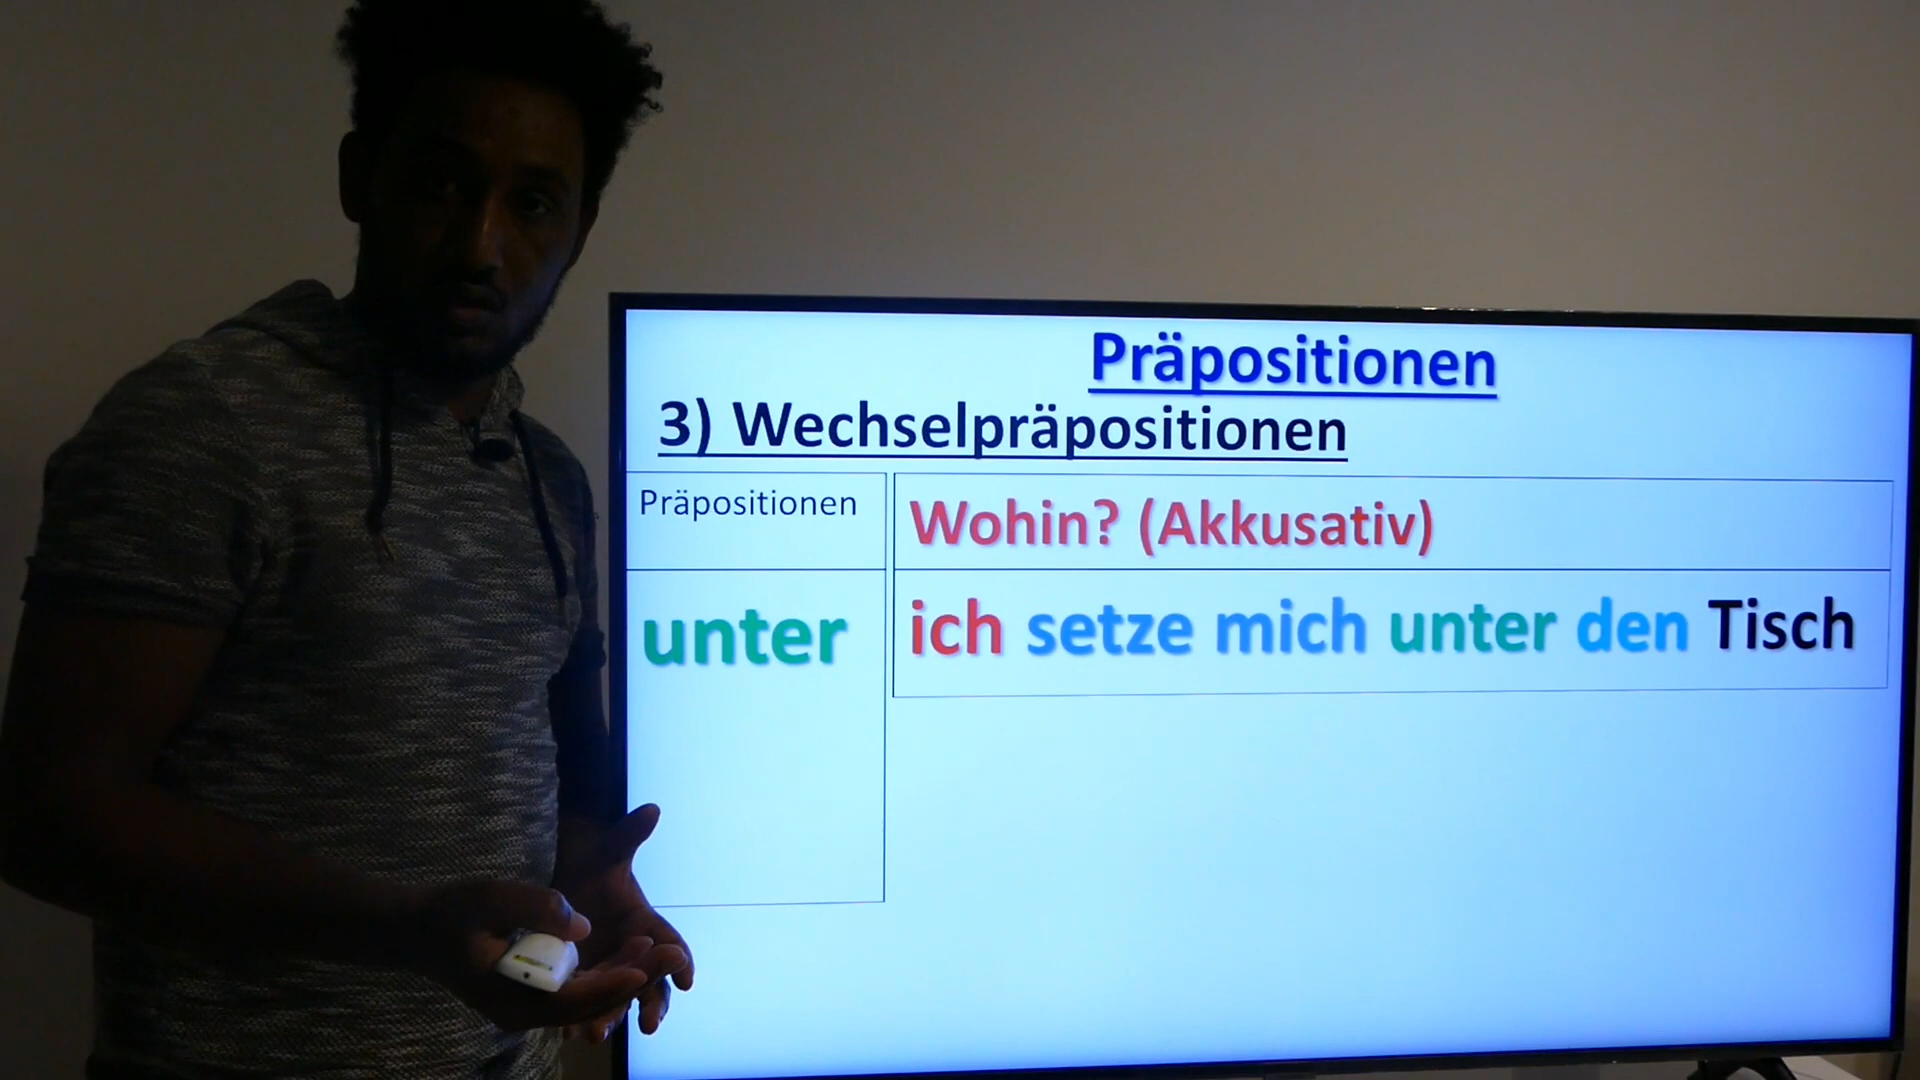 Präpositionen
3) Wechselpräpositionen
Präpositionen
Wohin? (Akkusativ)
unter
ich setze mich unter den Tisch